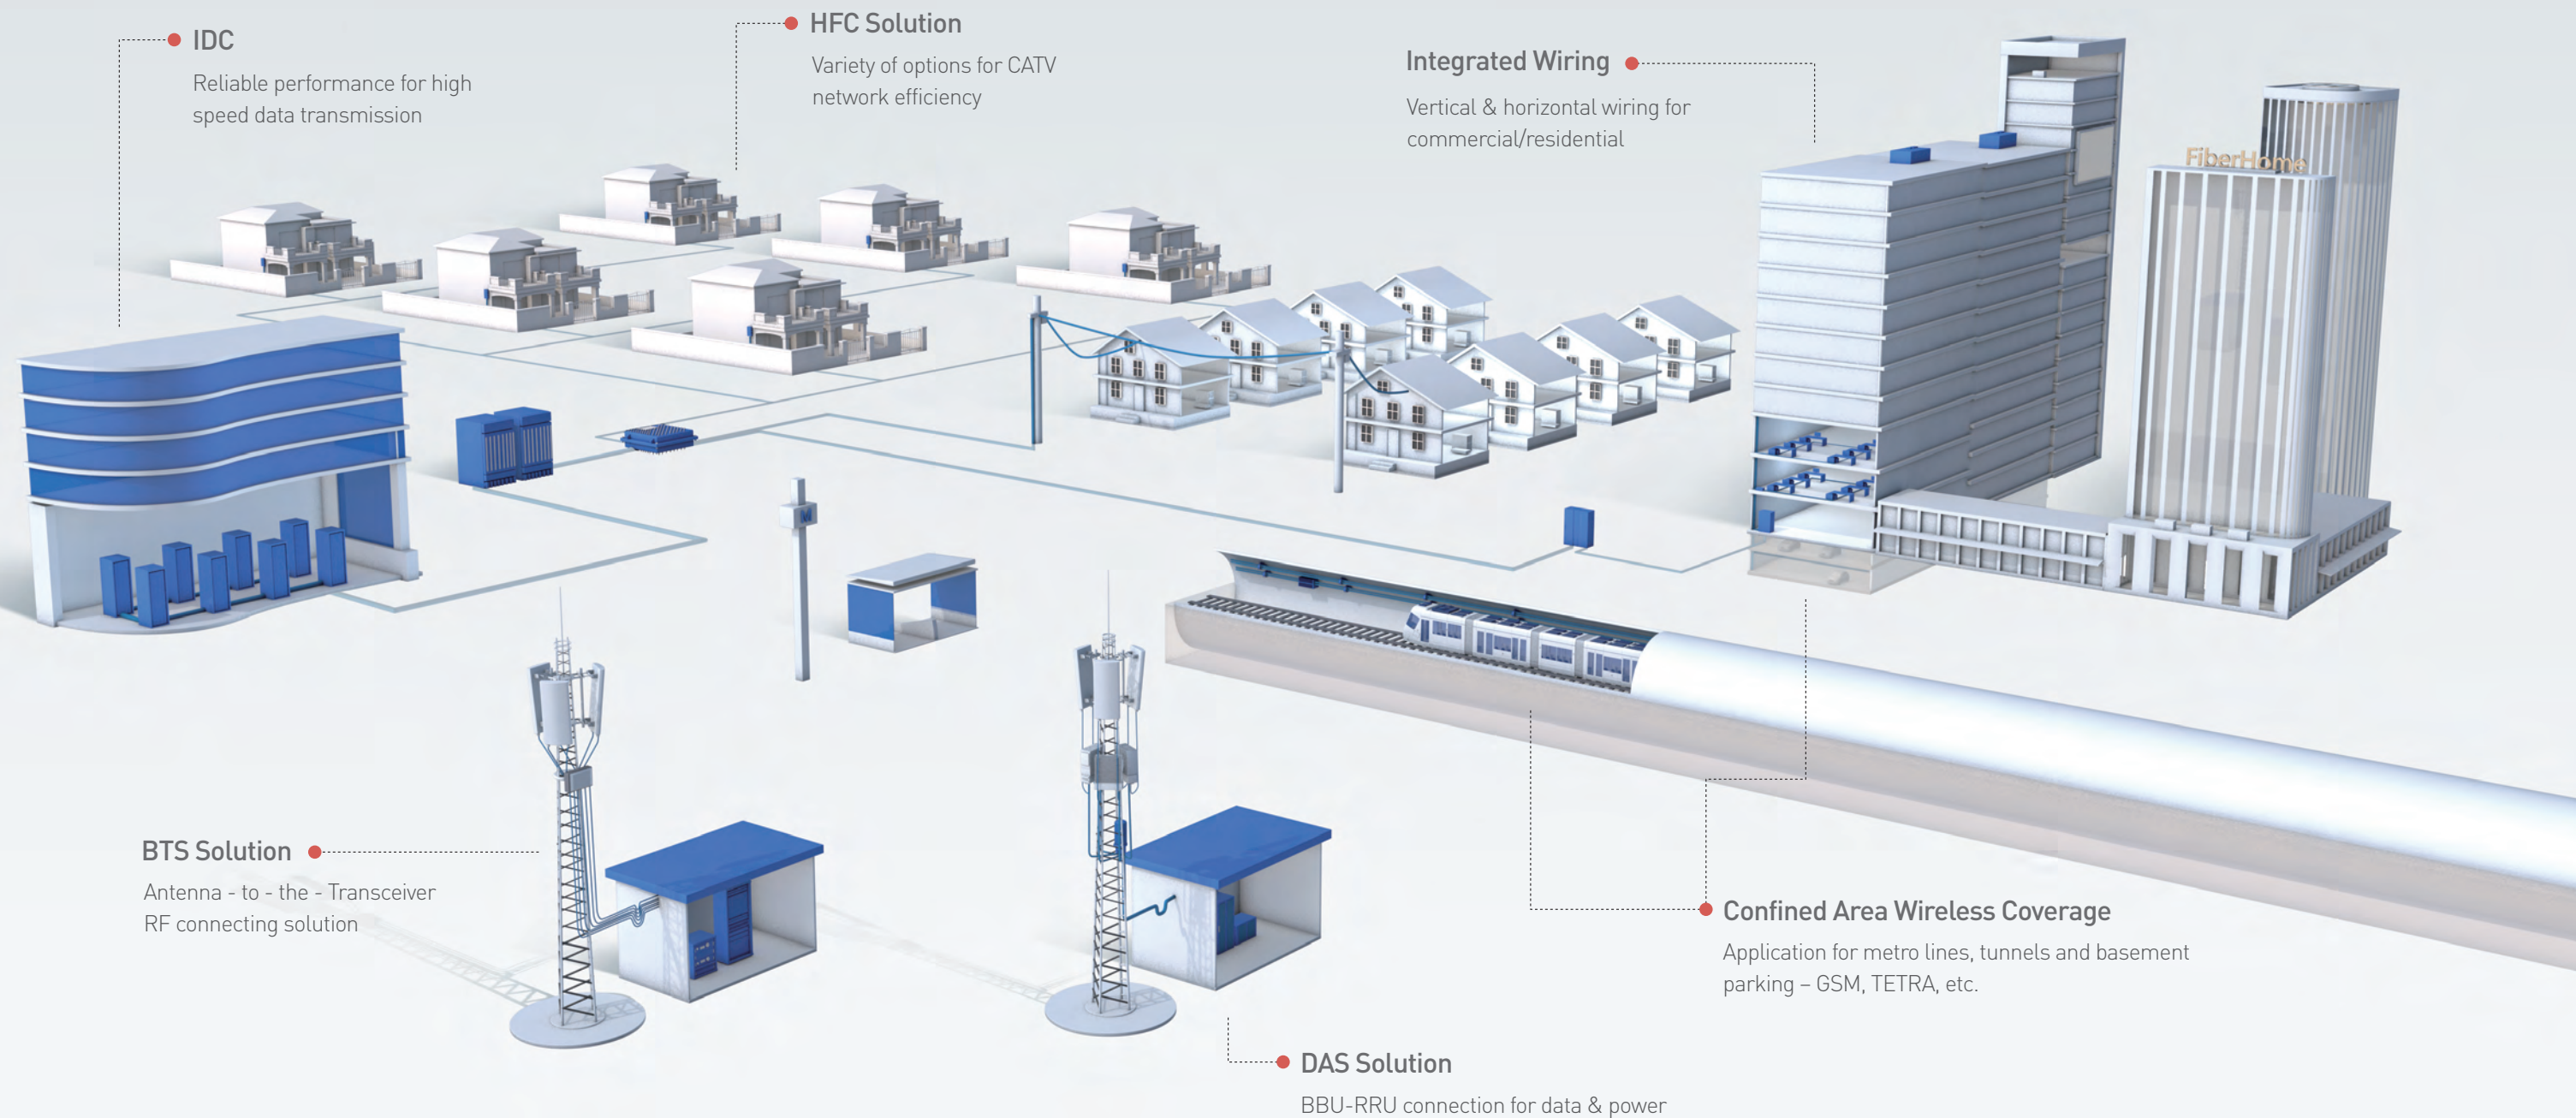 IDC
Reliable performance for high
speed data transmission
HFC Solution
Variety of options for CATV
network efficiency
Integrated Wiring
Vertical & horizontal wiring for
commercial/residential
FiberHome
M
BTS Solution
Antenna - to - the - Transceiver
RF connecting solution
Confined Area Wireless Coverage
Application for metro lines, tunnels and basement
parking – GSM, TETRA, etc.
DAS Solution
BBU-RRU connection for data & power